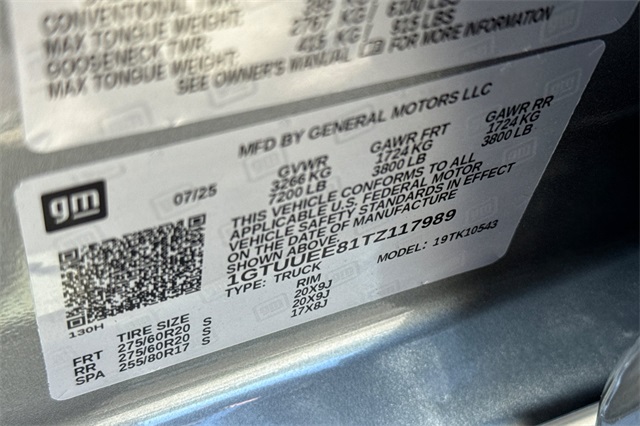 CONVENTIONAL TWR:
MAX TONGUE WEIGHT:
GOOSENECK TWR:
MAX TONGUE WEIGHT:
KG
KG LBS
SEE OWNER'S MANUAL FOR MORE INFORMATION
gm
07/25
MFD BY GENERAL MOTORS LLC
GVWR GAWR FRT GAWR RR
3266 KG 1724 KG 1724 KG
7200 LB 3800 LB 3800 LB
THIS VEHICLE CONFORMS TO ALL
APPLICABLE U.S. FEDERAL MOTOR
VEHICLE SAFETY STANDARDS IN EFFECT
ON THE DATE OF MANUFACTURE
SHOWN ABOVE.
1GTUUEE81TZ117989
TYPE: TRUCK MODEL: 19TK10543
130H
TIRE SIZE RIM
FRT 275/60R20 S 20X9J
RR 275/60R20 S 20X9J
SPA 255/80R17 S 17X8J